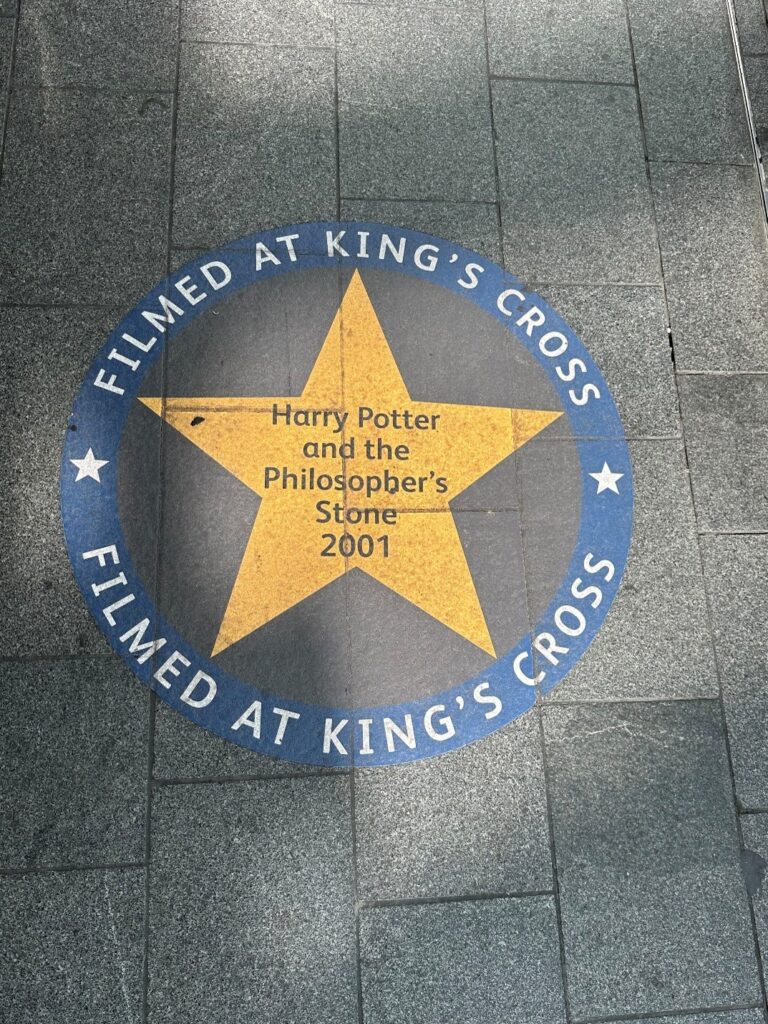 FILMED AT KING'S CROSS
Harry Potter
and the
Philosopher's
Stone
2001
FILMED AT KING'S CROSS